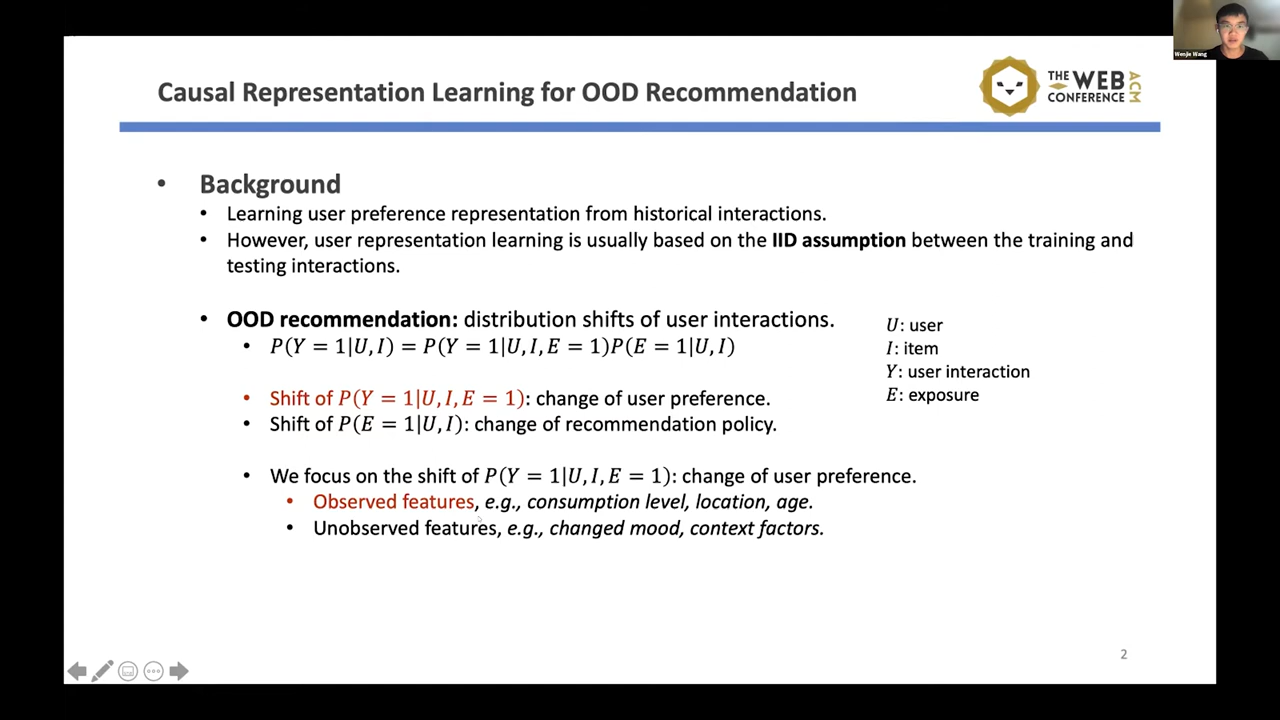 Wenjie Wang
Causal Representation Learning for OOD Recommendation
THE WEB CONFERENCE ACM
• Background
• Learning user preference representation from historical interactions.
• However, user representation learning is usually based on the IID assumption between the training and
testing interactions.
• OOD recommendation: distribution shifts of user interactions.
• P(Y = 1|U, I) = P(Y = 1|U, I, E = 1)P(E = 1|U, I)
• Shift of P(Y = 1|U, I, E = 1): change of user preference.
• Shift of P(E = 1|U, I): change of recommendation policy.
U: user
I: item
Y: user interaction
E: exposure
• We focus on the shift of P(Y = 1|U, I, E = 1): change of user preference.
• Observed features, e.g., consumption level, location, age.
• Unobserved features, e.g., changed mood, context factors.
2